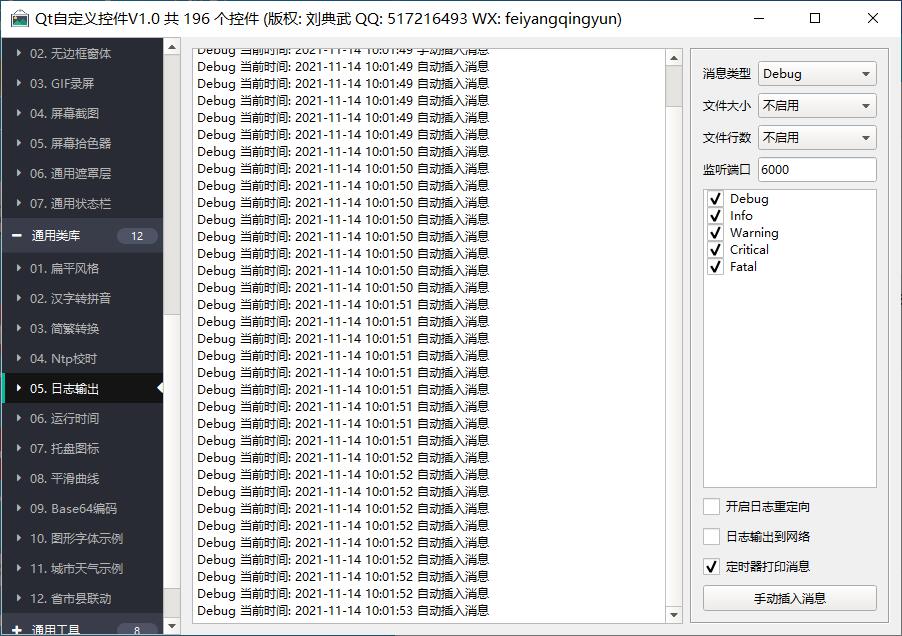 Qt自定义控件V1.0 共 196 个控件 (版权: 刘典武 QQ: 517216493 WX: feiyangqingyun)
02. 无边框窗体
03. GIF录屏
04. 屏幕截图
05. 屏幕拾色器
06. 通用遮罩层
07. 通用状态栏
通用类库 12
01. 扁平风格
02. 汉字转拼音
03. 简繁转换
04. Ntp校时
05. 日志输出
06. 运行时间
07. 托盘图标
08. 平滑曲线
09. Base64编码
10. 图形字体示例
11. 城市天气示例
12. 省市县联动
通用工具 8
Debug 当前时间: 2021-11-14 10:01:49 自动插入消息
Debug 当前时间: 2021-11-14 10:01:49 自动插入消息
Debug 当前时间: 2021-11-14 10:01:49 自动插入消息
Debug 当前时间: 2021-11-14 10:01:49 自动插入消息
Debug 当前时间: 2021-11-14 10:01:49 自动插入消息
Debug 当前时间: 2021-11-14 10:01:49 自动插入消息
Debug 当前时间: 2021-11-14 10:01:50 自动插入消息
Debug 当前时间: 2021-11-14 10:01:50 自动插入消息
Debug 当前时间: 2021-11-14 10:01:50 自动插入消息
Debug 当前时间: 2021-11-14 10:01:50 自动插入消息
Debug 当前时间: 2021-11-14 10:01:50 自动插入消息
Debug 当前时间: 2021-11-14 10:01:50 自动插入消息
Debug 当前时间: 2021-11-14 10:01:50 自动插入消息
Debug 当前时间: 2021-11-14 10:01:50 自动插入消息
Debug 当前时间: 2021-11-14 10:01:50 自动插入消息
Debug 当前时间: 2021-11-14 10:01:51 自动插入消息
Debug 当前时间: 2021-11-14 10:01:51 自动插入消息
Debug 当前时间: 2021-11-14 10:01:51 自动插入消息
Debug 当前时间: 2021-11-14 10:01:51 自动插入消息
Debug 当前时间: 2021-11-14 10:01:51 自动插入消息
Debug 当前时间: 2021-11-14 10:01:51 自动插入消息
Debug 当前时间: 2021-11-14 10:01:51 自动插入消息
Debug 当前时间: 2021-11-14 10:01:51 自动插入消息
Debug 当前时间: 2021-11-14 10:01:51 自动插入消息
Debug 当前时间: 2021-11-14 10:01:52 自动插入消息
Debug 当前时间: 2021-11-14 10:01:52 自动插入消息
Debug 当前时间: 2021-11-14 10:01:52 自动插入消息
Debug 当前时间: 2021-11-14 10:01:52 自动插入消息
Debug 当前时间: 2021-11-14 10:01:52 自动插入消息
Debug 当前时间: 2021-11-14 10:01:52 自动插入消息
Debug 当前时间: 2021-11-14 10:01:52 自动插入消息
Debug 当前时间: 2021-11-14 10:01:52 自动插入消息
Debug 当前时间: 2021-11-14 10:01:52 自动插入消息
Debug 当前时间: 2021-11-14 10:01:53 自动插入消息
消息类型 Debug
文件大小 不启用
文件行数 不启用
监听端口 6000
Debug
Info
Warning
Critical
Fatal
开启日志重定向
日志输出到网络
定时器打印消息
手动插入消息